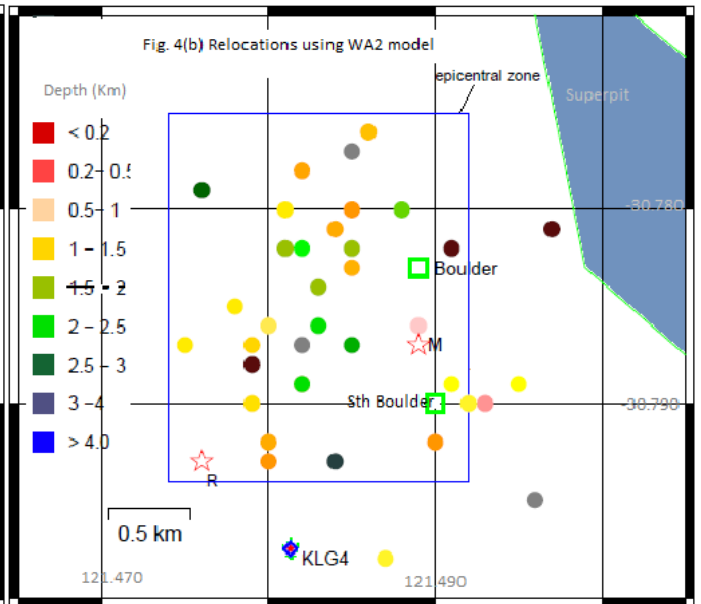 Fig. 4(b) Relocations using WA2 model
epicentral zone
Depth (Km)
Superpit
< 0.2
0.2 - 0.5
0.5 - 1
1 – 1.5
1.5 – 2
2 – 2.5
2.5 – 3
3 – 4
> 4.0
-30.780
Boulder
M
Sth Boulder
-30.790
R
0.5 km
KLG4
121.470
121.490